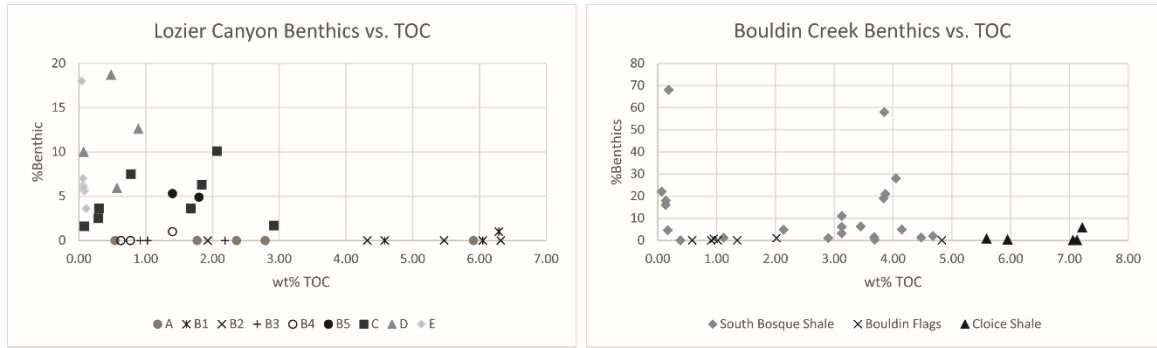 Lozier Canyon Benthics vs. TOC
%Benthic
20
15
10
5
0
0.00 1.00 2.00 3.00 4.00 5.00 6.00 7.00
wt% TOC
A B1 B2 B3 B4 B5 C D E
Bouldin Creek Benthics vs. TOC
%Benthics
80
70
60
50
40
30
20
10
0
0.00 1.00 2.00 3.00 4.00 5.00 6.00 7.00 8.00
wt% TOC
South Bosque Shale Bouldin Flags Cloice Shale